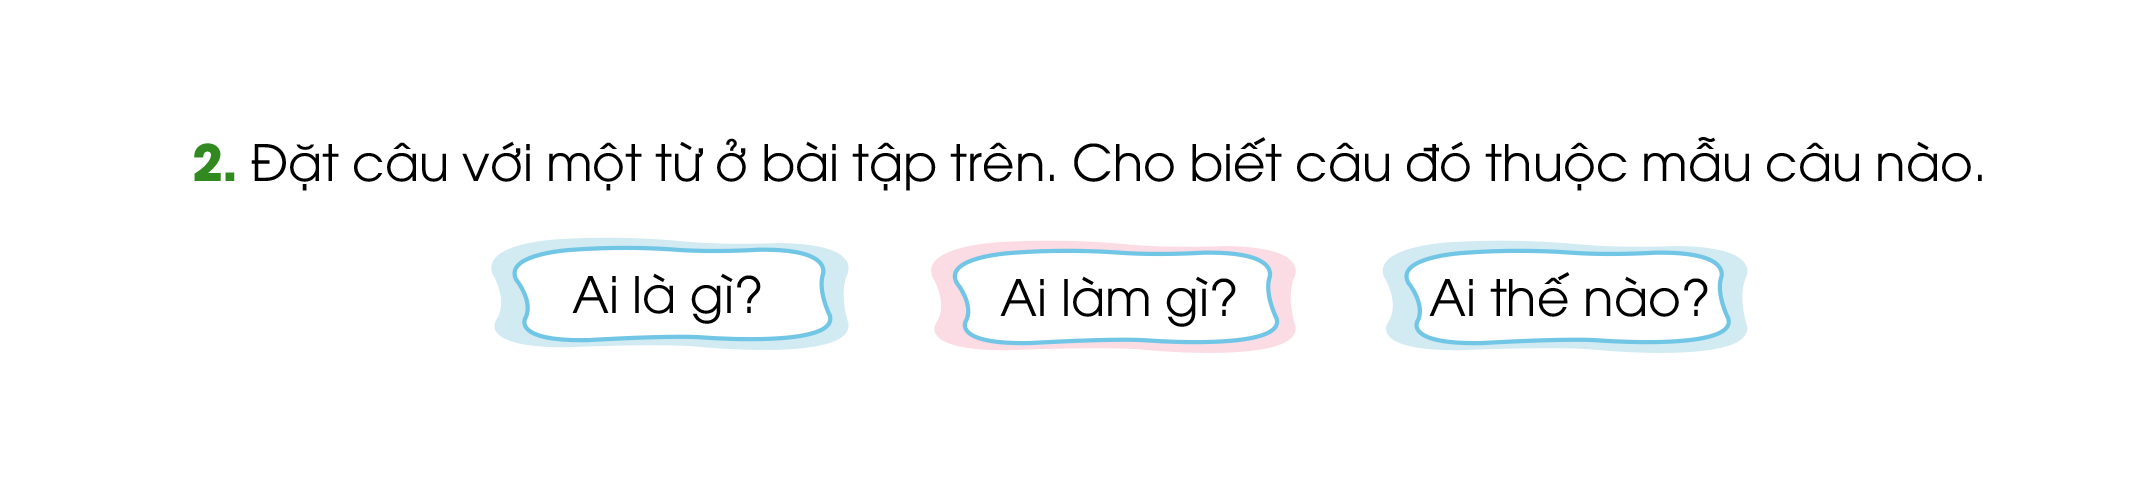 2. Đặt câu với một từ ở bài tập trên. Cho biết câu đó thuộc mẫu câu nào.
Ai là gì? Ai làm gì? Ai thế nào?